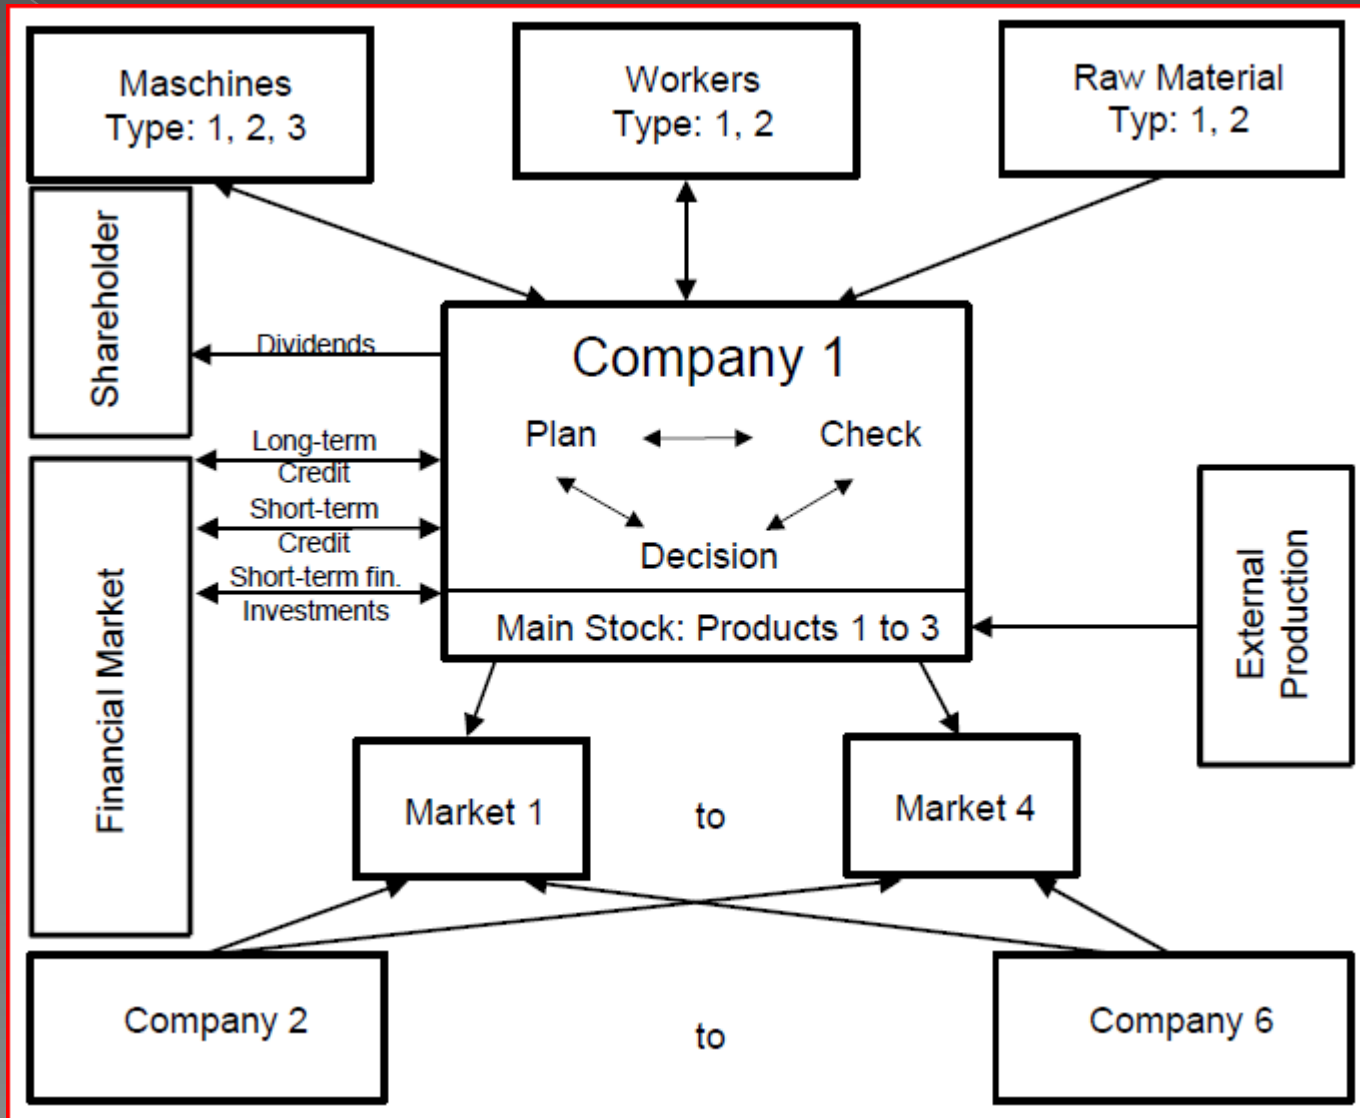 Maschines
Type: 1, 2, 3
Workers
Type: 1, 2
Raw Material
Typ: 1, 2
Shareholder
Dividends
Company 1
Plan
Check
Decision
Long-term
Credit
Short-term
Credit
Short-term fin.
Investments
Financial Market
Main Stock: Products 1 to 3
External
Production
Market 1
to
Market 4
Company 2
to
Company 6